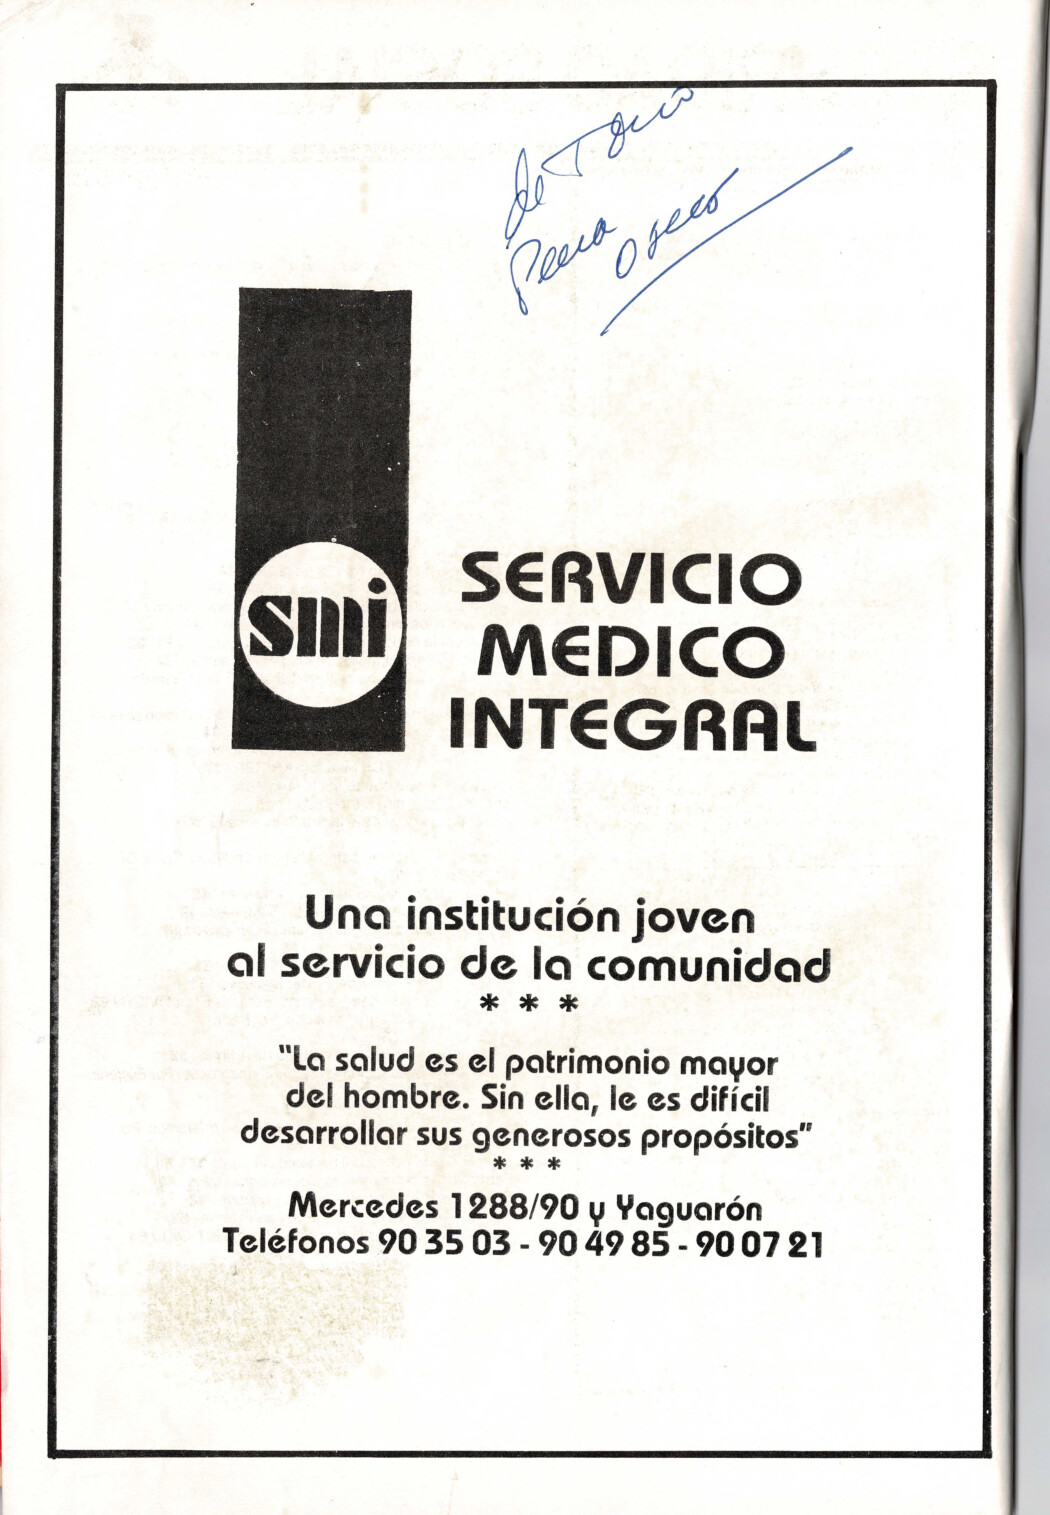 de
smi
SERVICIO
MEDICO
INTEGRAL
Una institución joven
al servicio de la comunidad
* * *
"La salud es el patrimonio mayor
del hombre. Sin ella, le es difícil
desarrollar sus generosos propósitos"
* * *
Mercedes 1288/90 y Yaguarón
Teléfonos 90 35 03 - 90 49 85 - 90 07 21